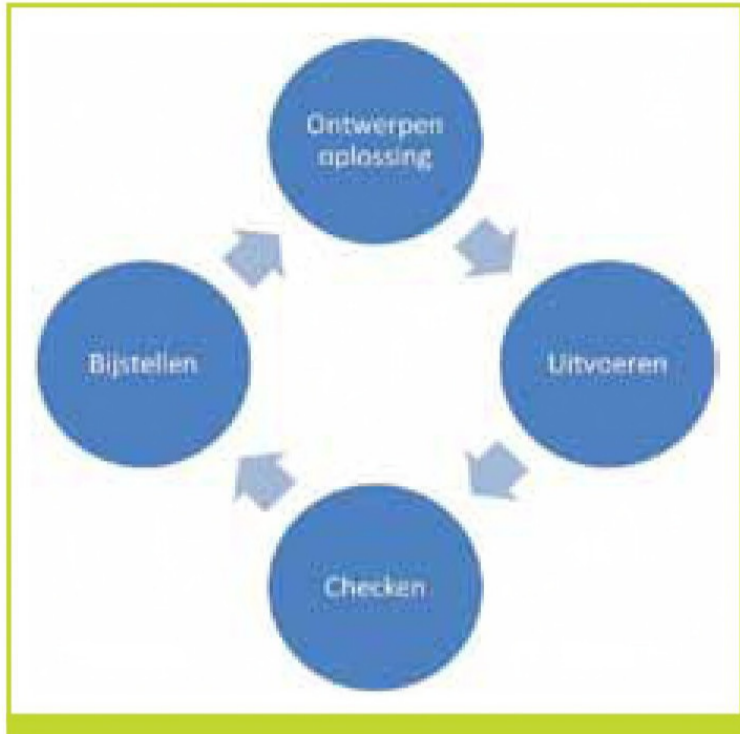 Ontwerpen
oplossing
Uitvoeren
Checken
Bijstellen